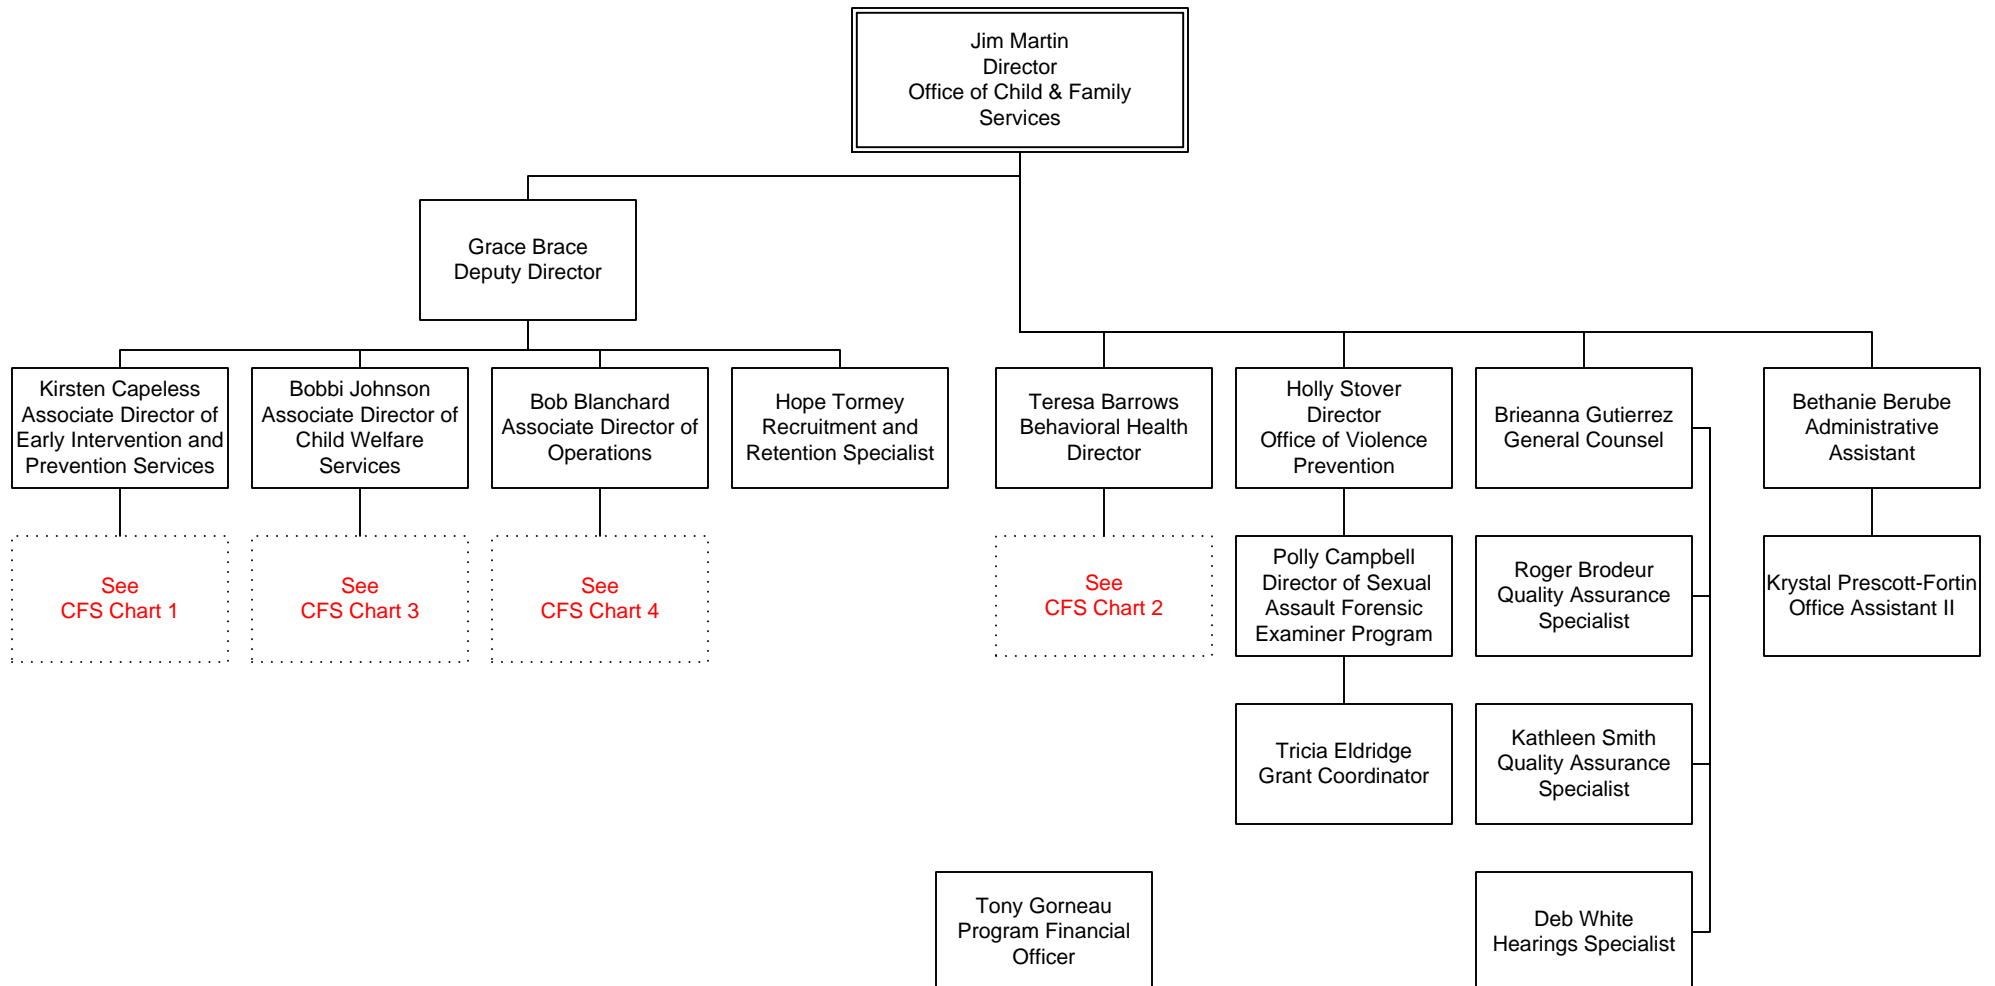 Jim Martin
Director
Office of Child & Family
Services
Grace Brace
Deputy Director
Kirsten Capeless
Associate Director of
Early Intervention and
Prevention Services
Bobbi Johnson
Associate Director of
Child Welfare
Services
Bob Blanchard
Associate Director of
Operations
Hope Tormey
Recruitment and
Retention Specialist
Teresa Barrows
Behavioral Health
Director
Holly Stover
Director
Office of Violence
Prevention
Brieanna Gutierrez
General Counsel
Bethanie Berube
Administrative
Assistant
See
CFS Chart 1
See
CFS Chart 3
See
CFS Chart 4
See
CFS Chart 2
Polly Campbell
Director of Sexual
Assault Forensic
Examiner Program
Roger Brodeur
Quality Assurance
Specialist
Krystal Prescott-Fortin
Office Assistant II
Tricia Eldridge
Grant Coordinator
Kathleen Smith
Quality Assurance
Specialist
Tony Gorneau
Program Financial
Officer
Deb White
Hearings Specialist